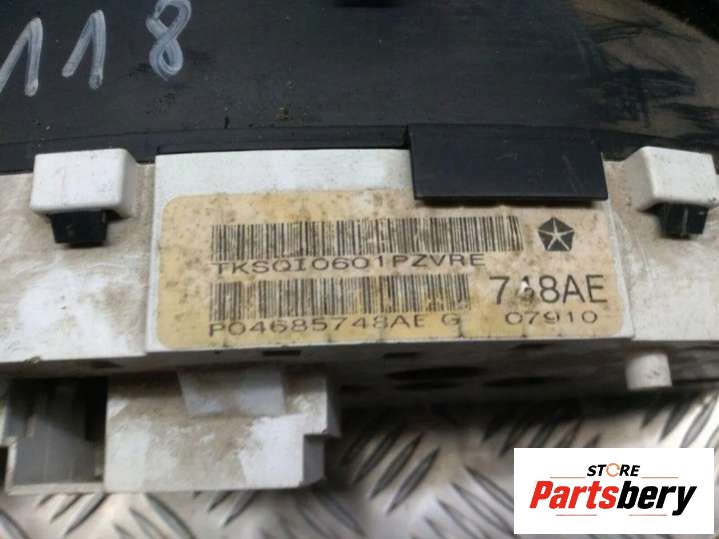 118
TKSQI0601PZVRE
748AE
P04685748AE G
07910
STORE
Partsbery